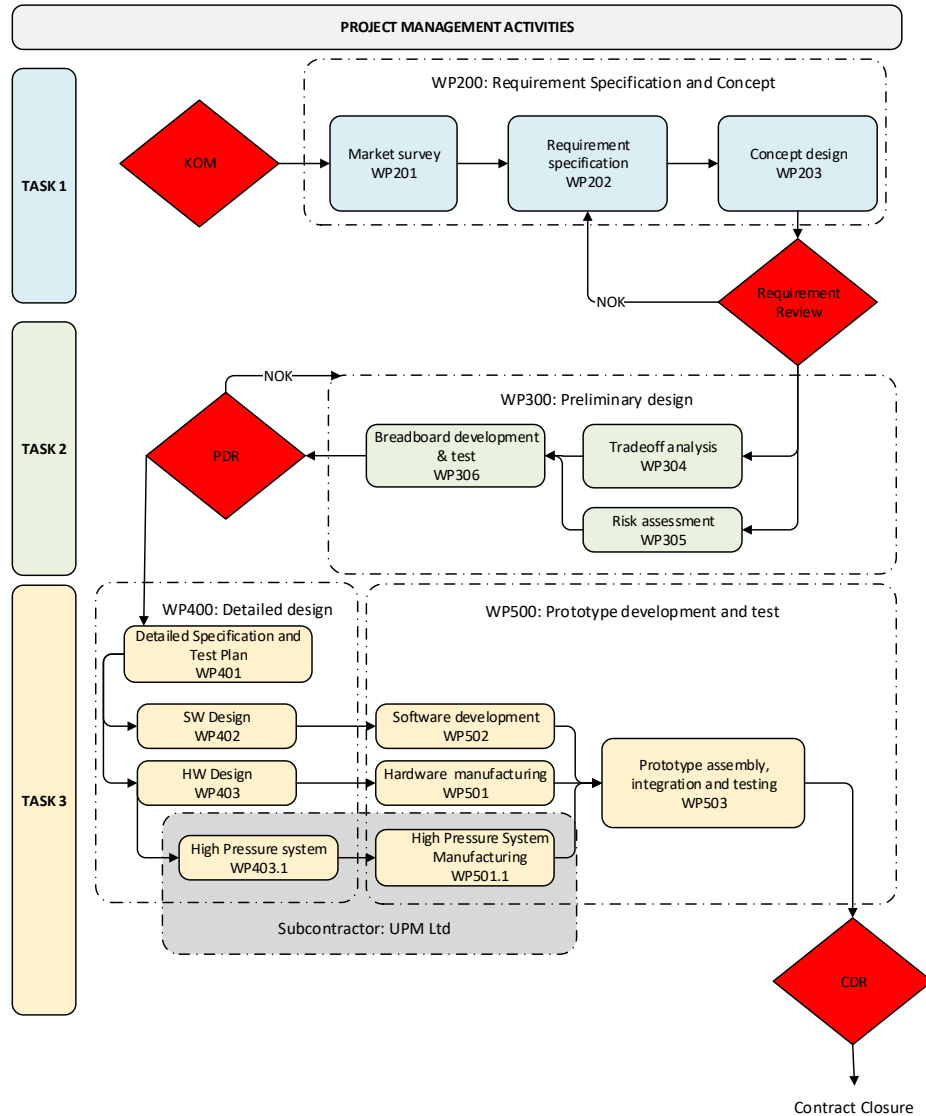 PROJECT MANAGEMENT ACTIVITIES
TASK 1
WP200: Requirement Specification and Concept
KOM
Market survey
WP201
Requirement
specification
WP202
Concept design
WP203
NOK
Requirement
Review
TASK 2
NOK
WP300: Preliminary design
PDR
Breadboard development
& test
WP306
Tradeoff analysis
WP304
Risk assessment
WP305
TASK 3
WP400: Detailed design
WP500: Prototype development and test
Detailed Specification and
Test Plan
WP401
SW Design
WP402
Software development
WP502
HW Design
WP403
Hardware manufacturing
WP501
Prototype assembly,
integration and testing
WP503
High Pressure system
WP403.1
High Pressure System
Manufacturing
WP501.1
Subcontractor: UPM Ltd
CDR
Contract Closure